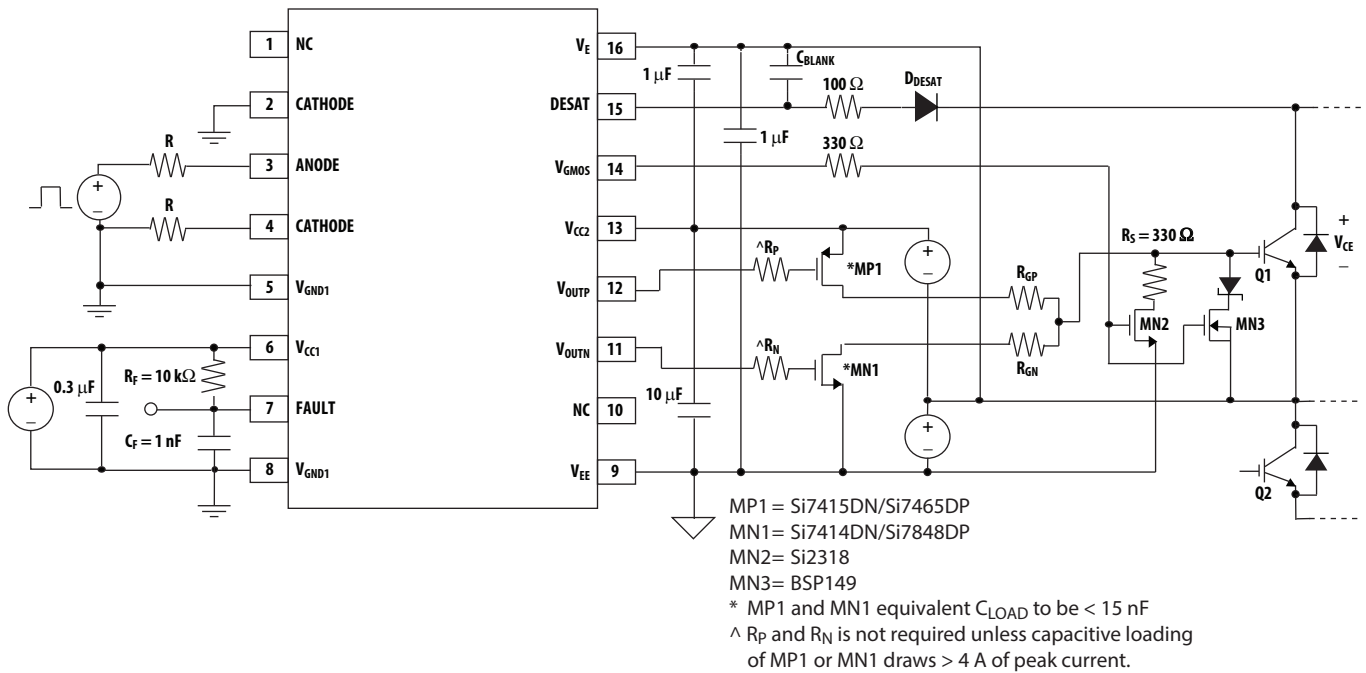 1 NC
2 CATHODE
3 ANODE
4 CATHODE
5 VGND1
6 VCC1
7 FAULT
8 VGND1
VE 16
DESAT 15
VGMOS 14
VCC2 13
VOUTP 12
VOUTN 11
NC 10
VEE 9
R
R
+
−
+
−
0.3 μF
RF = 10 kΩ
CF = 1 nF
1 μF
1 μF
10 μF
CBLANK
100 Ω
DDESAT
330 Ω
^RP
*MP1
^RN
*MN1
+
−
+
−
RGP
RGN
RS = 330 Ω
MN2
MN3
Q1
+
VCE
−
Q2
MP1 = Si7415DN/Si7465DP
MN1= Si7414DN/Si7848DP
MN2= Si2318
MN3= BSP149
* MP1 and MN1 equivalent CLOAD to be < 15 nF
^ RP and RN is not required unless capacitive loading
of MP1 or MN1 draws > 4 A of peak current.